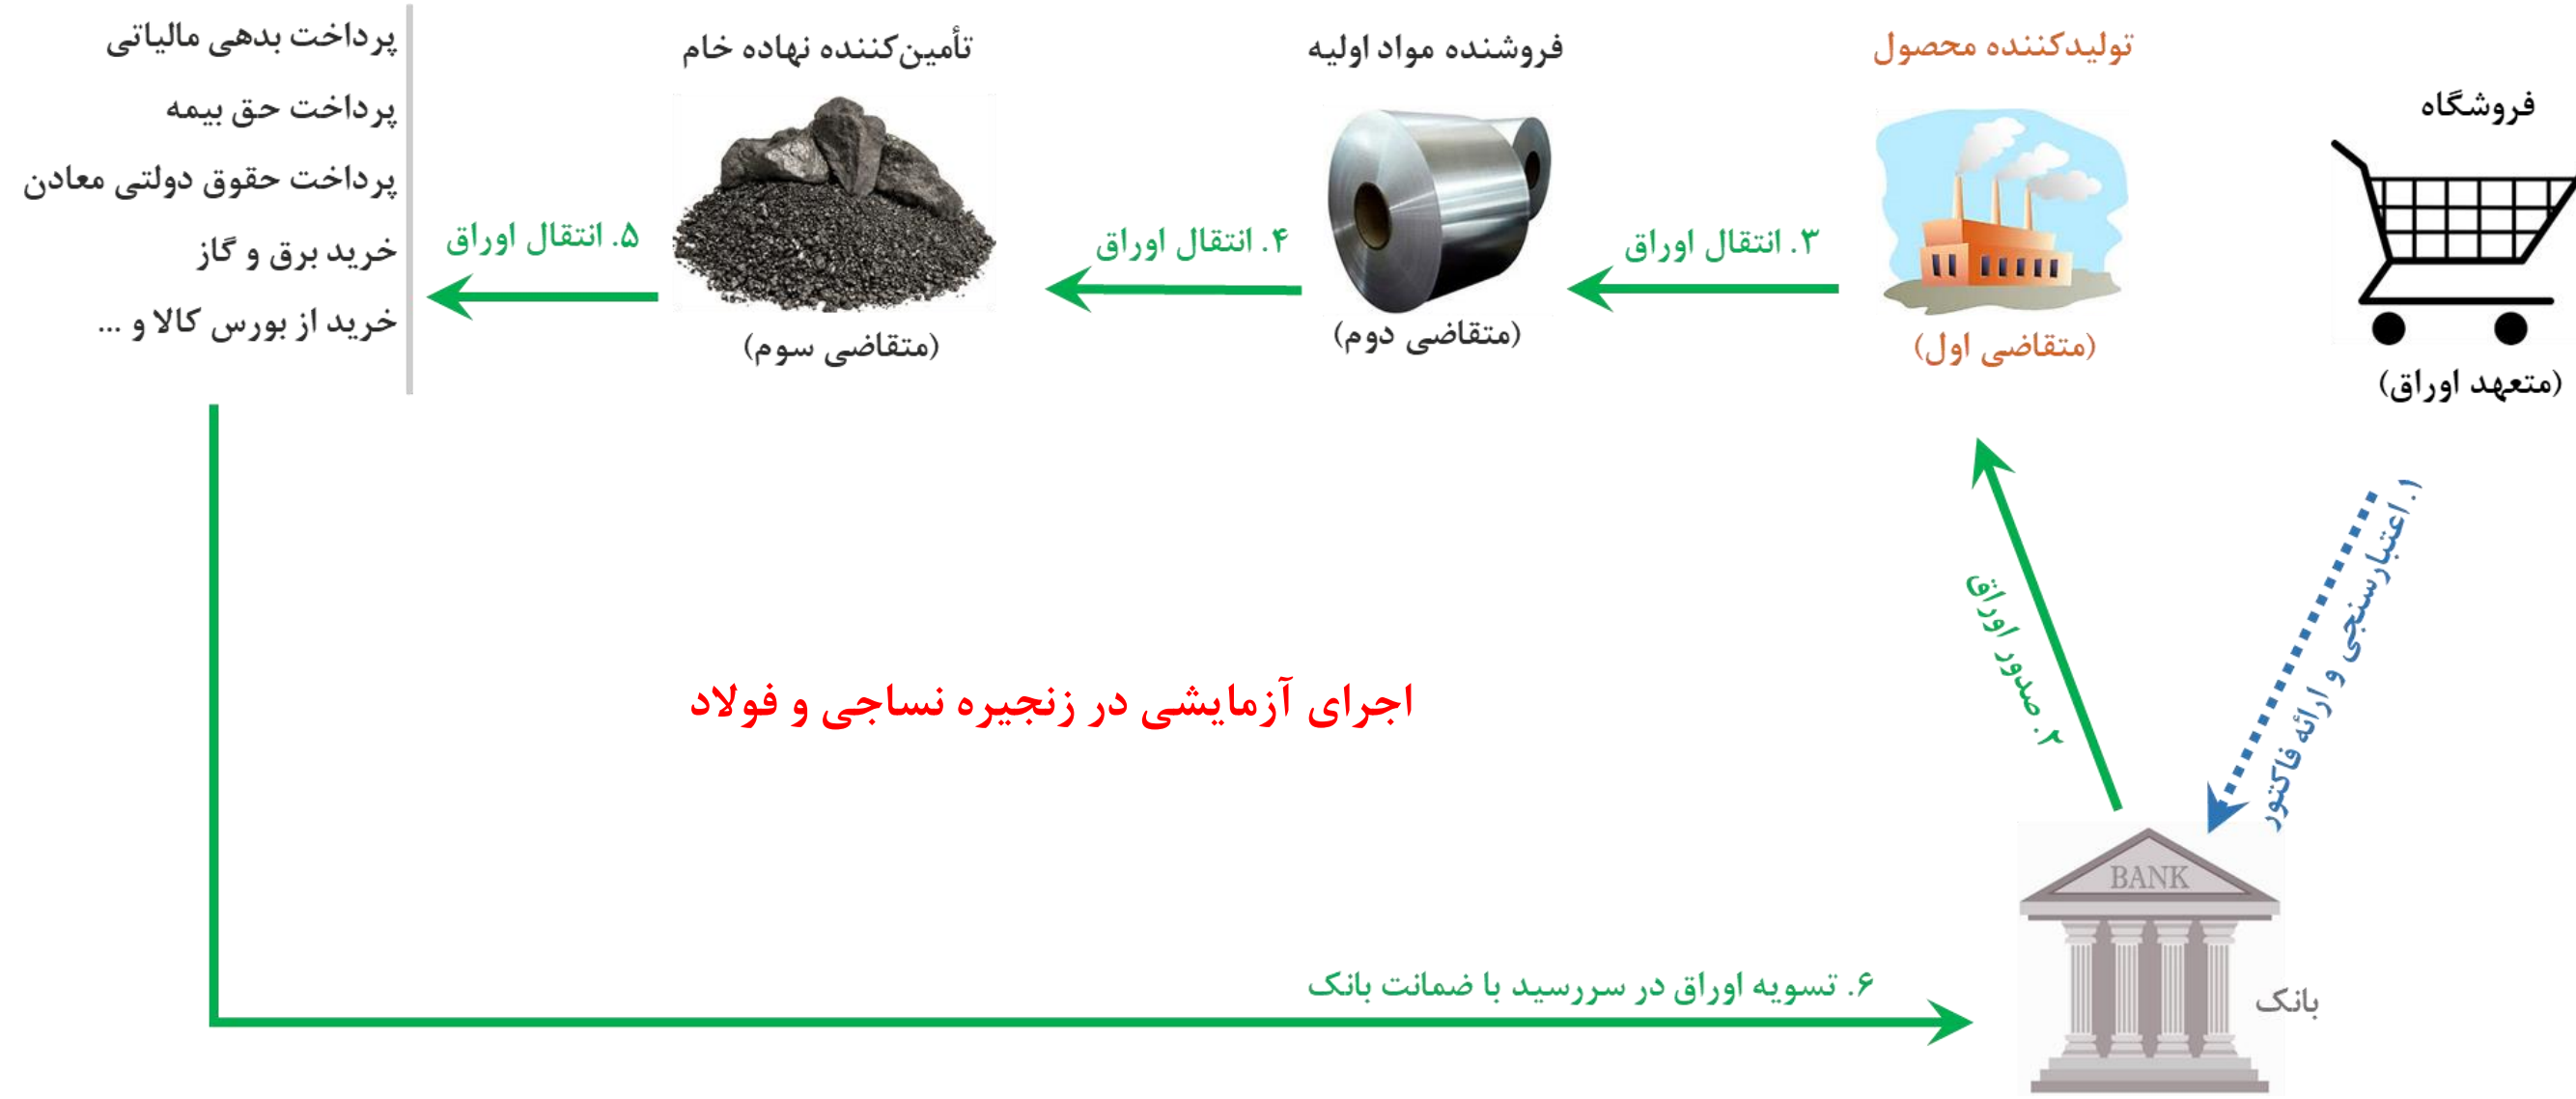 فروشگاه
(متعهد اوراق)
تولیدکننده محصول
(متقاضی اول)
فروشنده مواد اولیه
(متقاضی دوم)
تأمین‌کننده نهاده خام
(متقاضی سوم)
پرداخت بدهی مالیاتی
پرداخت حق بیمه
پرداخت حقوق دولتی معادن
خرید برق و گاز
خرید از بورس کالا و ...
۱. اعتبارسنجی و ارائه فاکتور
۲. صدور اوراق
۳. انتقال اوراق
۴. انتقال اوراق
۵. انتقال اوراق
اجرای آزمایشی در زنجیره نساجی و فولاد
۶. تسویه اوراق در سررسید با ضمانت بانک
BANK
بانک